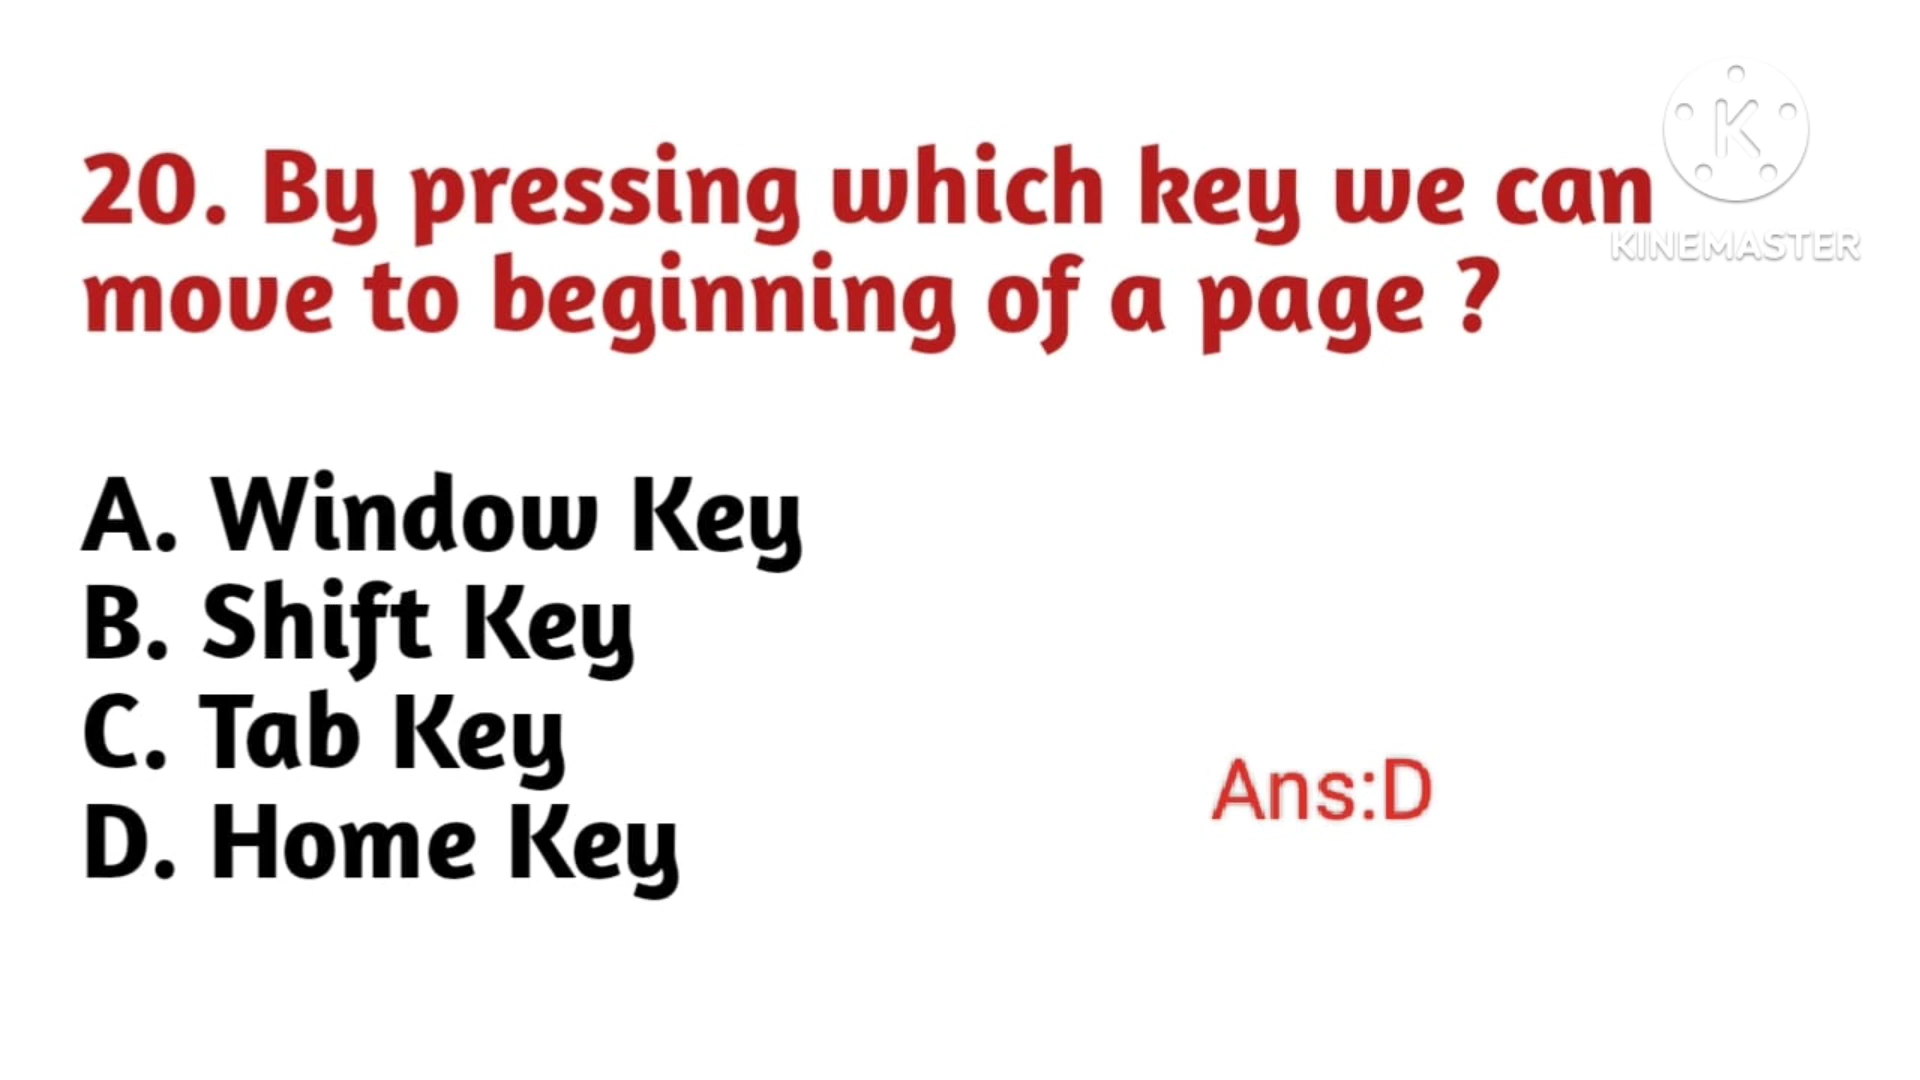 20. By pressing which key we can
move to beginning of a page ?
K
KINEMASTER
A. Window Key
B. Shift Key
C. Tab Key
D. Home Key
Ans:D